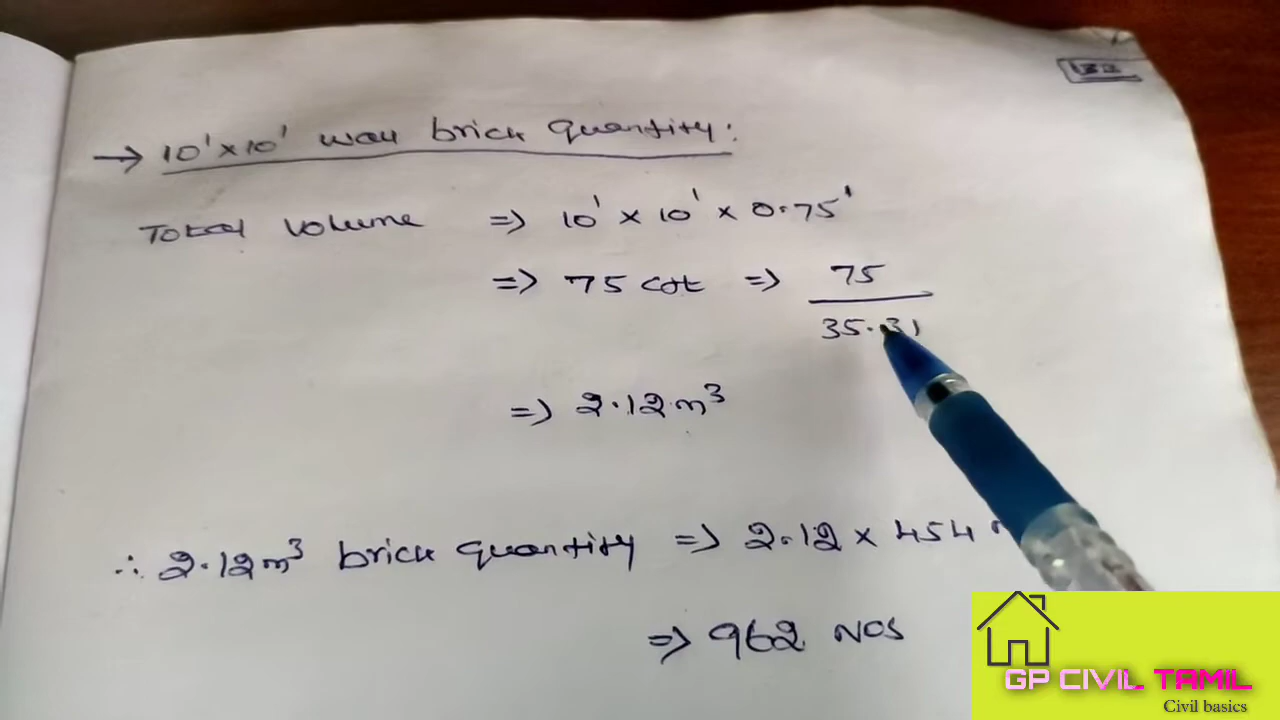 → 10' x 10' wall brick quantity:
Total volume => 10' x 10' x 0.75'
=> 75 cft => 75
35.31
=> 2.12 m³
∴ 2.12 m³ brick quantity => 2.12 x 454
=> 962 Nos
GP CIVIL TAMIL
Civil basics